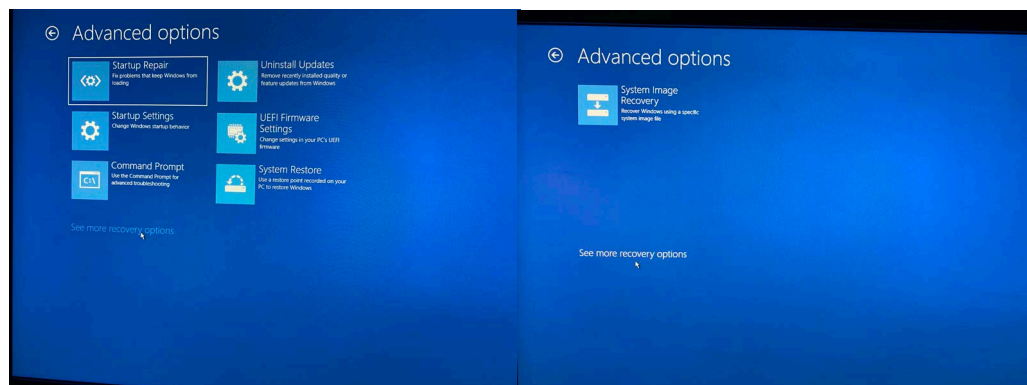 Advanced options
Startup Repair
Fix problems that keep Windows from
loading
Uninstall Updates
Remove recently installed quality or
feature updates from Windows
Startup Settings
Change Windows startup behavior
UEFI Firmware
Settings
Change settings in your PC's UEFI
firmware
Command Prompt
Use the Command Prompt for
advanced troubleshooting
C:\
System Restore
Use a restore point recorded on your
PC to restore Windows
See more recovery options
Advanced options
System Image
Recovery
Recover Windows using a specific
system image file
See more recovery options